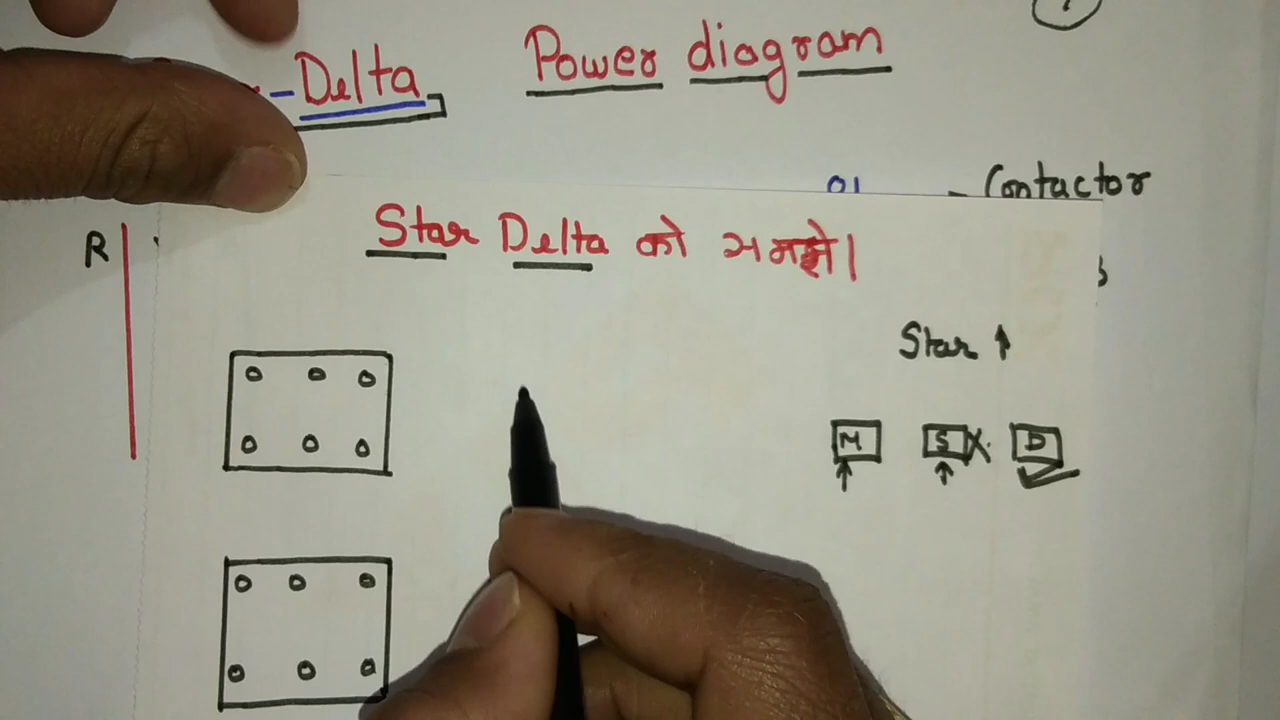 Delta Power diagram
Contactor
Star Delta को समझे।
R
Star ↑
M S X D